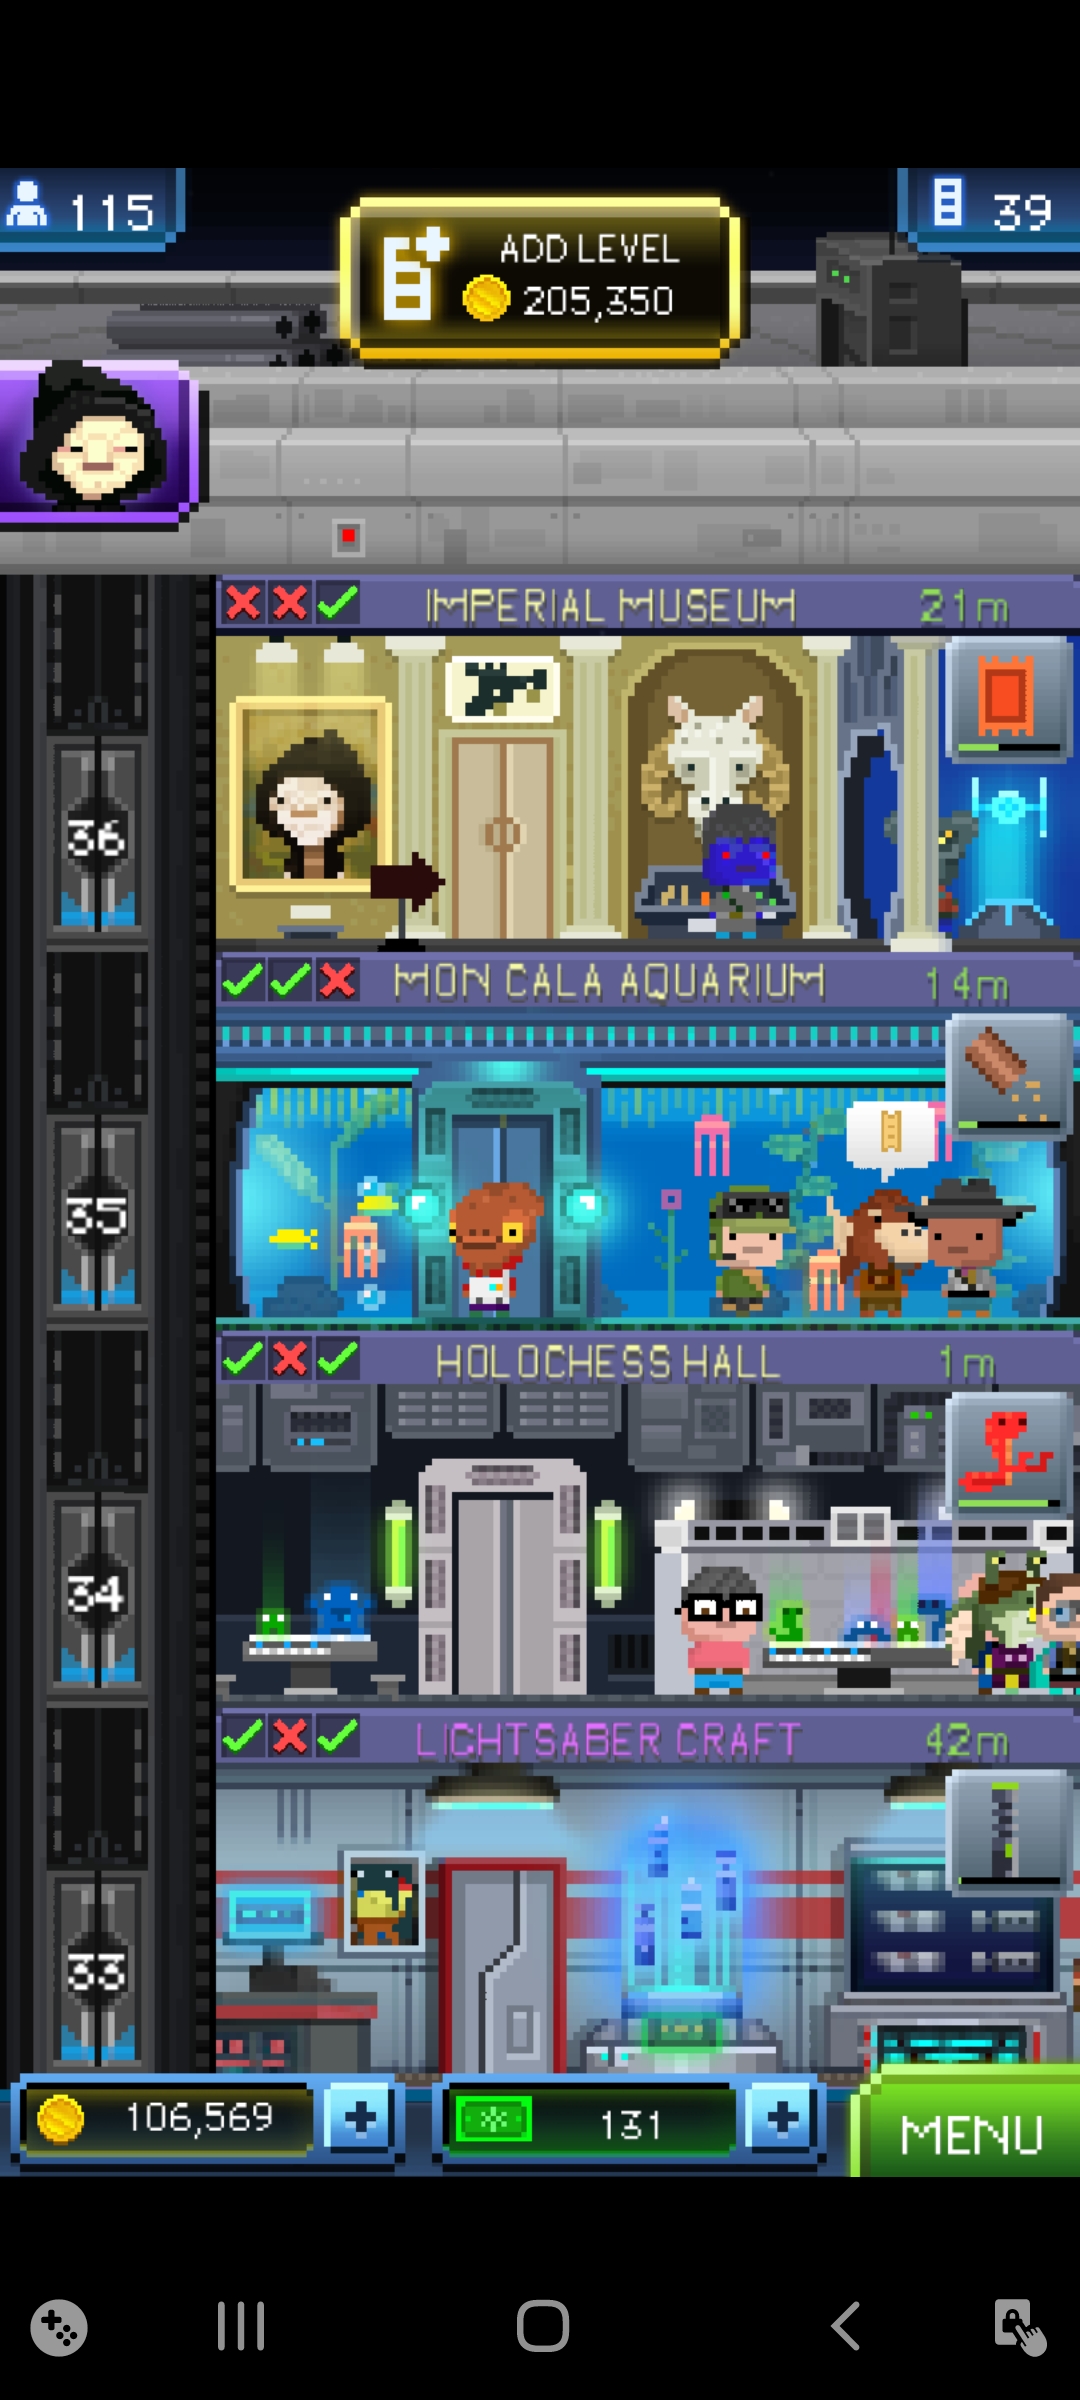 115
ADD LEVEL
205,350
39
IMPERIAL MUSEUM 21m
36
MON CALA AQUARIUM 14m
35
HOLOCHESS HALL 1m
34
LIGHTSABER CRAFT 42m
33
106,569 +
131 +
MENU